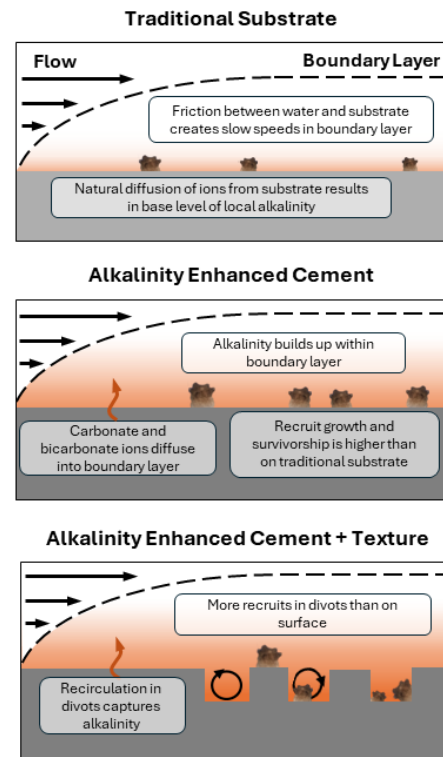 Traditional Substrate
Flow
Boundary Layer
Friction between water and substrate
creates slow speeds in boundary layer
Natural diffusion of ions from substrate results
in base level of local alkalinity
Alkalinity Enhanced Cement
Alkalinity builds up within
boundary layer
Carbonate and
bicarbonate ions diffuse
into boundary layer
Recruit growth and
survivorship is higher than
on traditional substrate
Alkalinity Enhanced Cement + Texture
More recruits in divots than on
surface
Recirculation in
divots captures
alkalinity